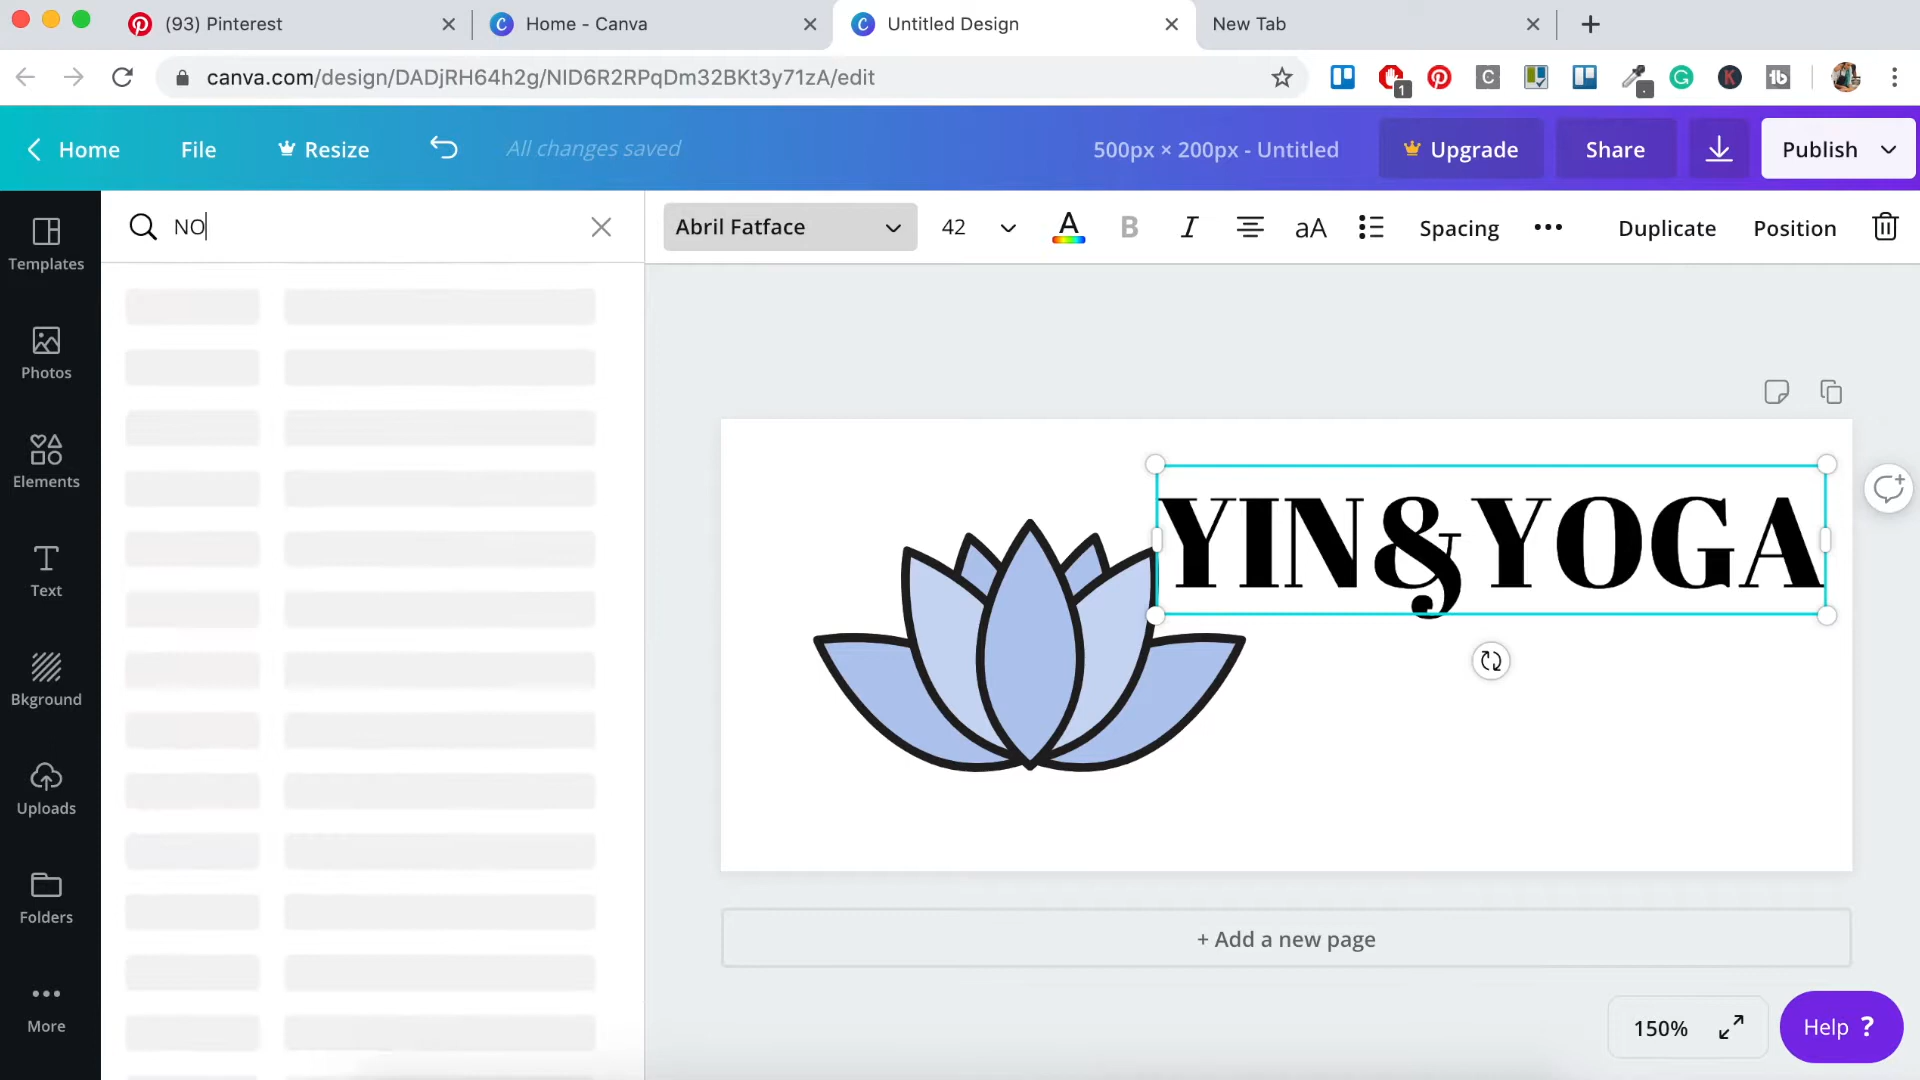 (93) Pinterest
Home - Canva
Untitled Design
New Tab
canva.com/design/DADjRH64h2g/NID6R2RPqDm32BKt3y71zA/edit
1
Home
File
Resize
All changes saved
500px × 200px - Untitled
Upgrade
Share
Publish
NO
Abril Fatface
42
A
B
I
aA
Spacing
Duplicate
Position
Templates
Photos
Elements
Text
Bkground
Uploads
Folders
More
YIN&YOGA
+ Add a new page
150%
Help ?